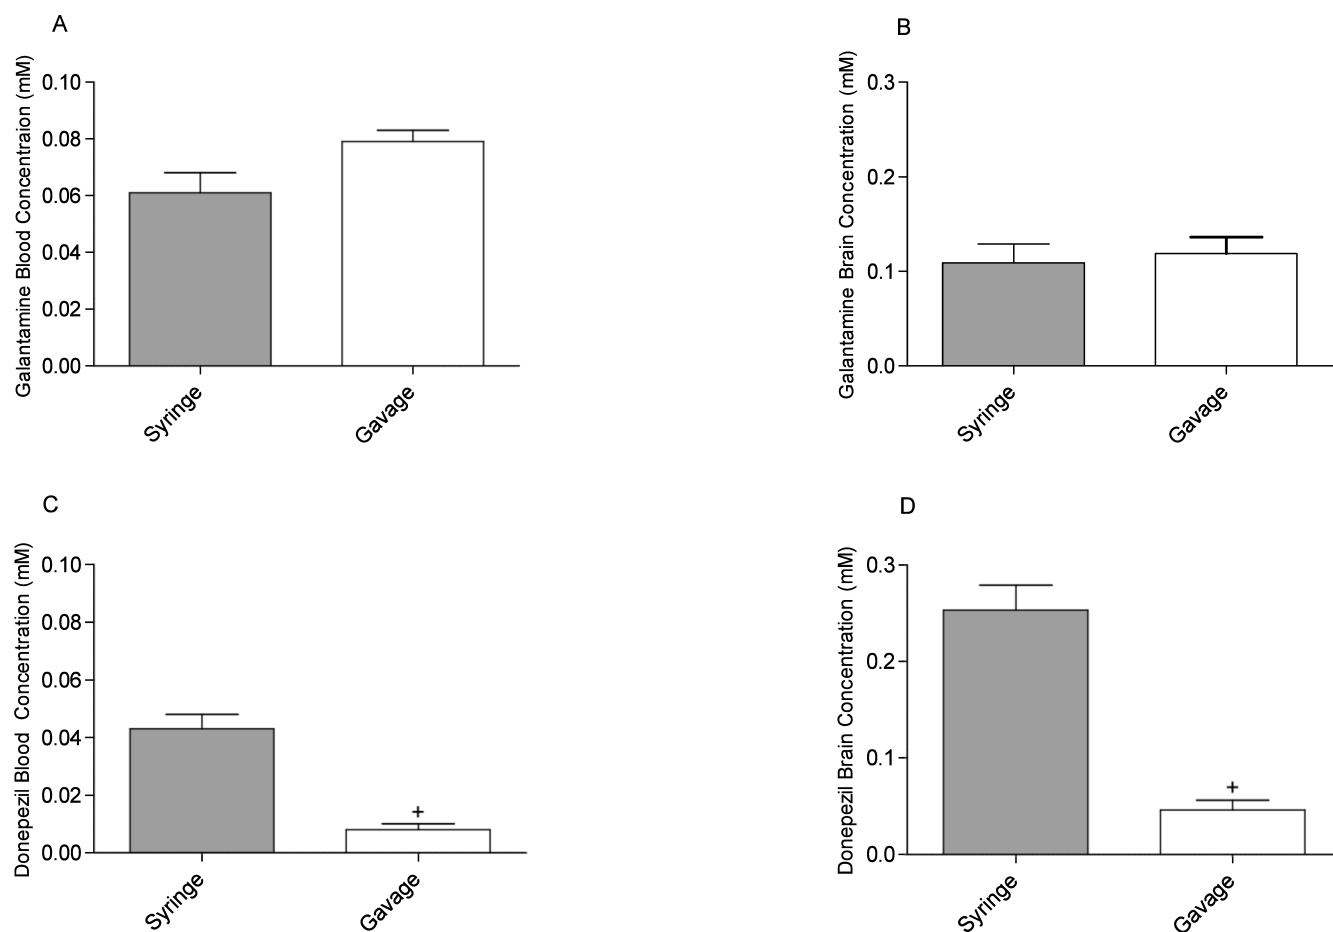 A
Galantamine Blood Concentraion (mM)
0.10
0.08
0.06
0.04
0.02
0.00
Syringe
Gavage
B
Galantamine Brain Concentration (mM)
0.3
0.2
0.1
0.0
Syringe
Gavage
C
Donepezil Blood Concentration (mM)
0.10
0.08
0.06
0.04
0.02
0.00
+
Syringe
Gavage
D
Donepezil Brain Concentration (mM)
0.3
0.2
0.1
0.0
+
Syringe
Gavage